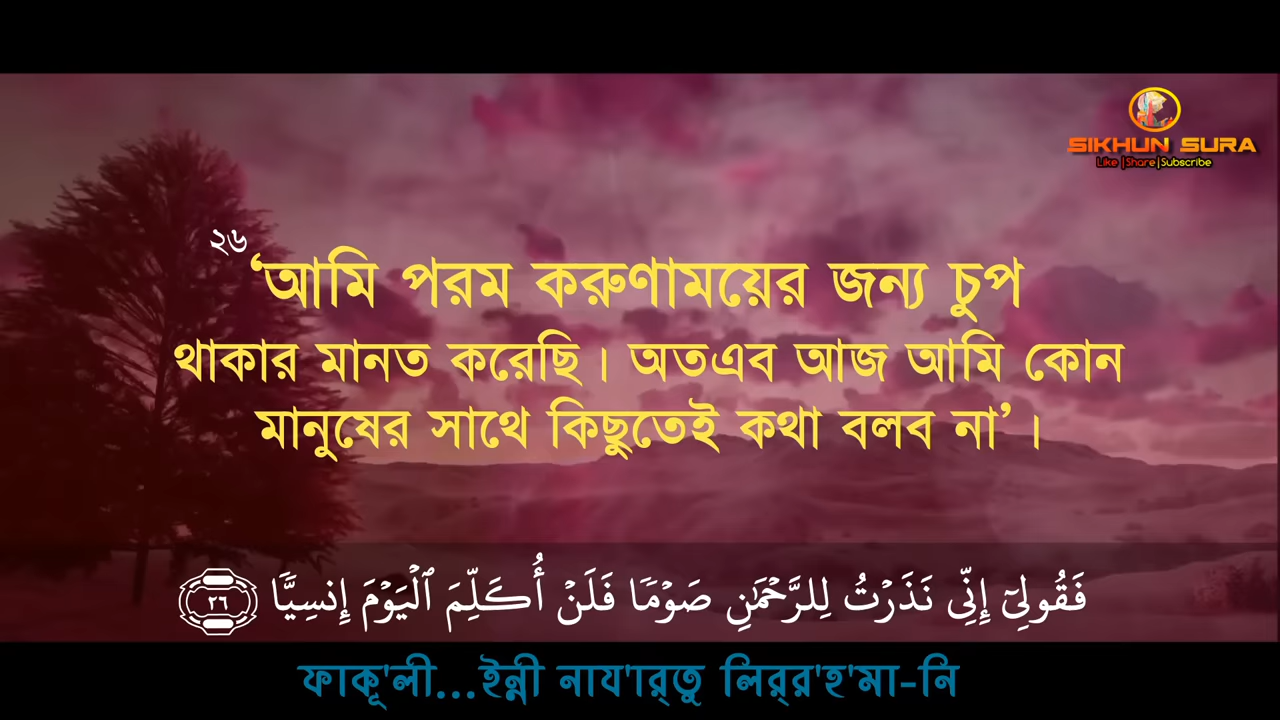 SIKHUN SURA
Like |Share|Subscribe
২৬
‘আমি পরম করুণাময়ের জন্য চুপ
থাকার মানত করেছি। অতএব আজ আমি কোন
মানুষের সাথে কিছুতেই কথা বলব না’ ।
فَقُولِىٓ إِنِّى نَذَرْتُ لِلرَّحْمَـٰنِ صَوْمًا فَلَنْ أُكَلِّمَ ٱلْيَوْمَ إِنسِيًّا ٢٦
ফাকূ'লী...ইন্নী নায'ার্‌তু লির্‌র'হ'মা-নি